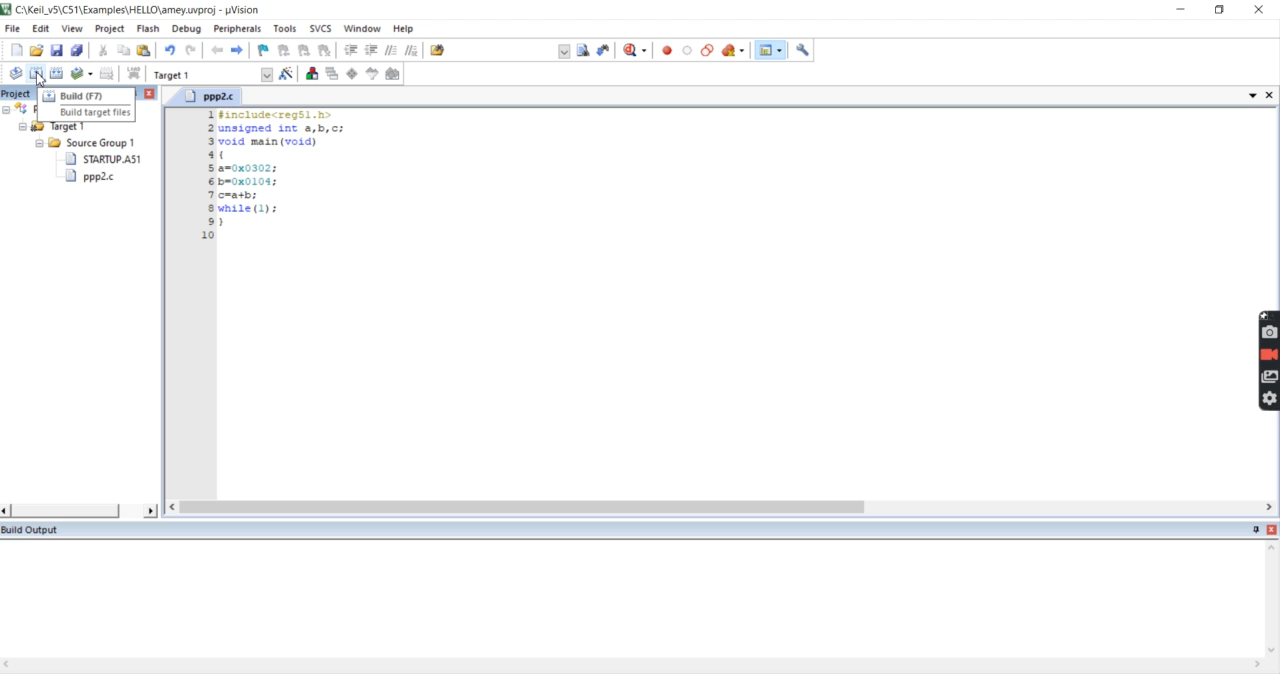 C:\Keil_v5\C51\Examples\HELLO\amey.uvproj - µVision
File Edit View Project Flash Debug Peripherals Tools SVCS Window Help
Target 1
Project
Build (F7)
Build target files
Target 1
Source Group 1
STARTUP.A51
ppp2.c
ppp2.c
1 #include<reg51.h>
2 unsigned int a,b,c;
3 void main(void)
4 {
5 a=0x0302;
6 b=0x0104;
7 c=a+b;
8 while(1);
9 }
10
Build Output